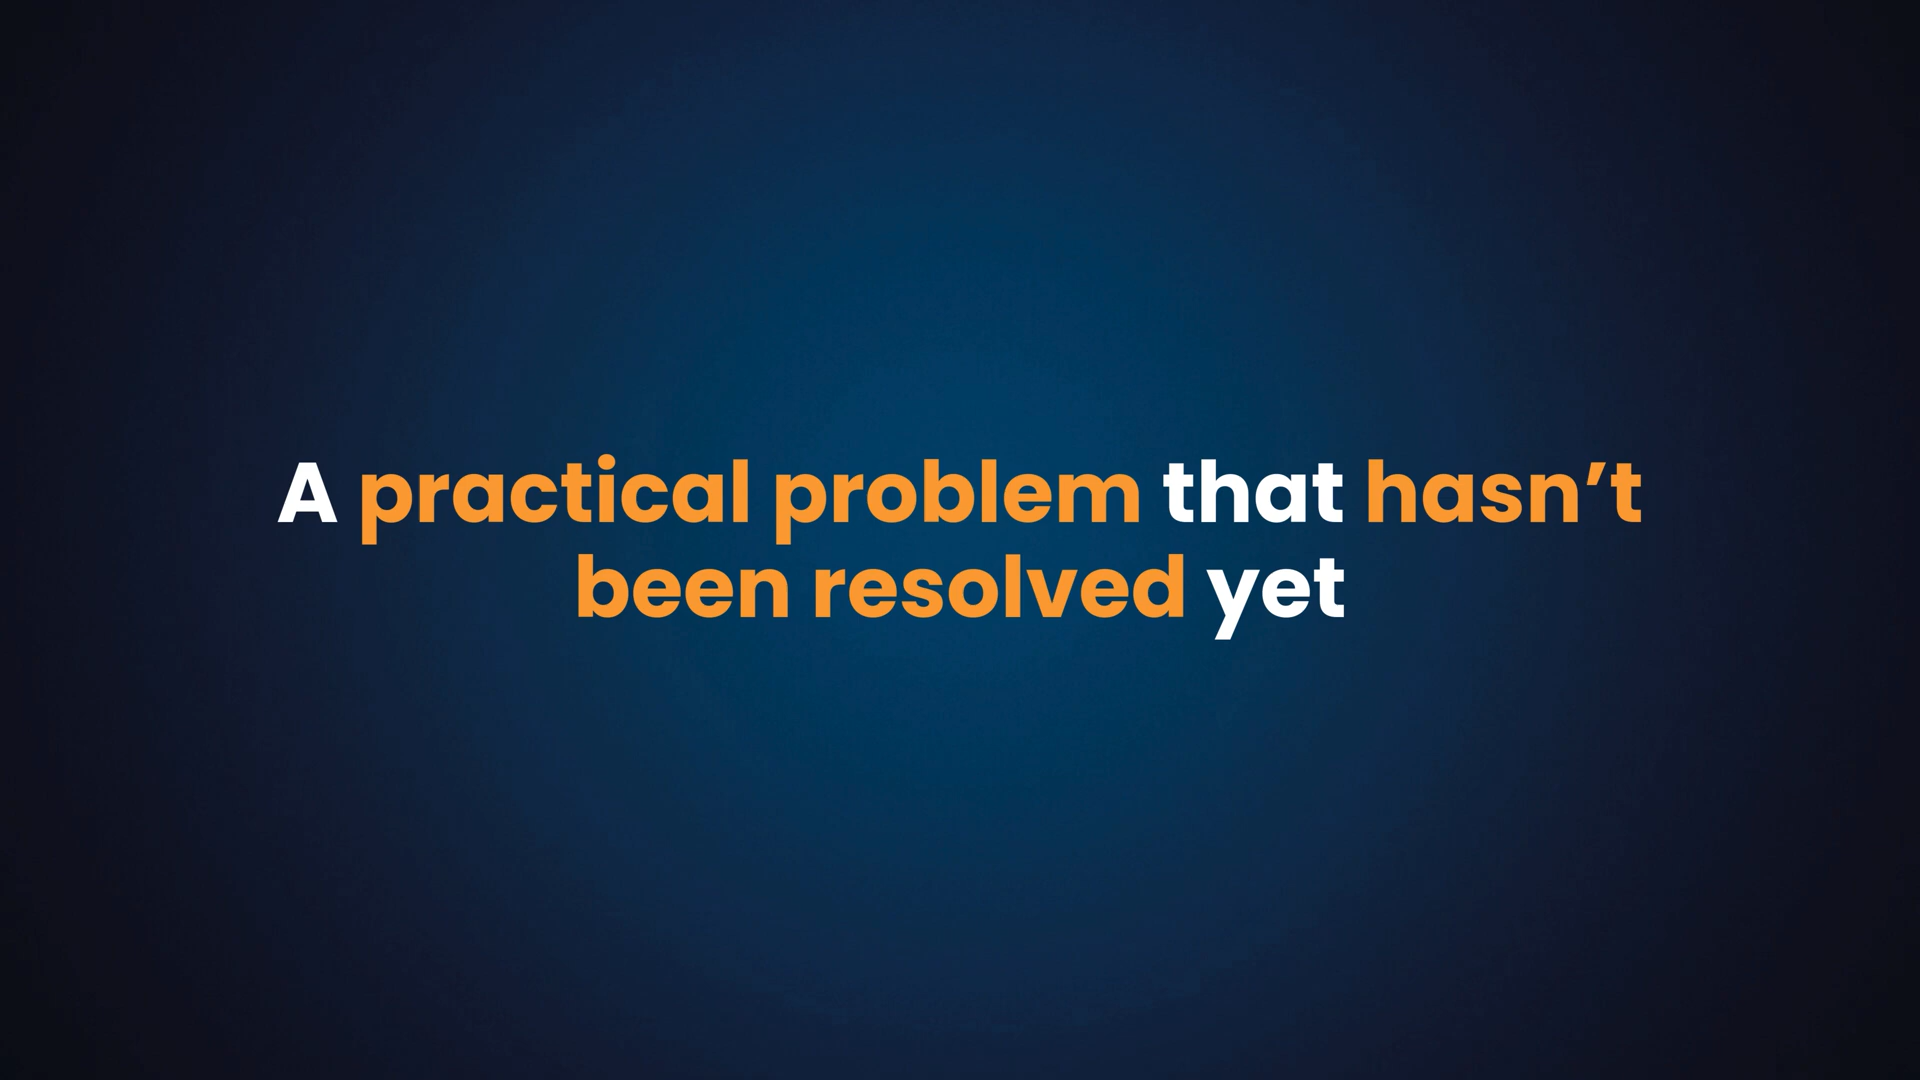 A practical problem that hasn’t
been resolved yet